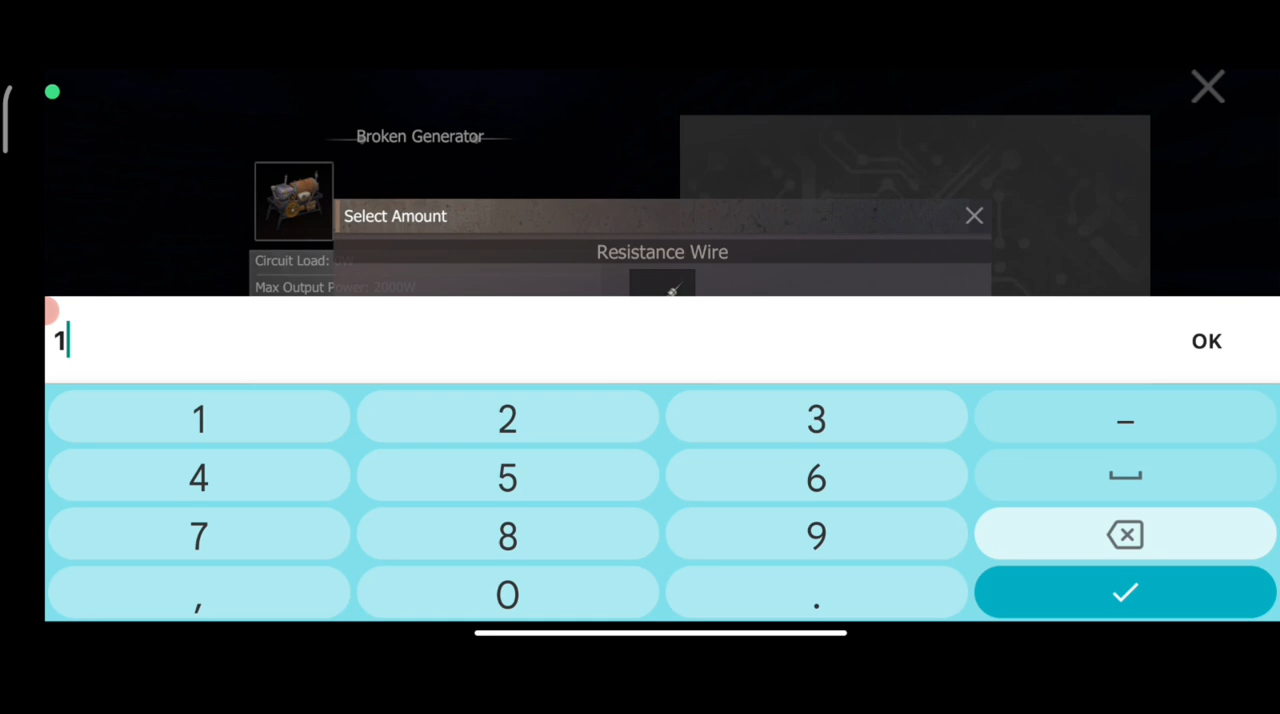 Broken Generator
Select Amount
Resistance Wire
Circuit Load: 0W
Max Output Power: 2000W
1
OK
1 2 3 –
4 5 6
7 8 9
, 0 .